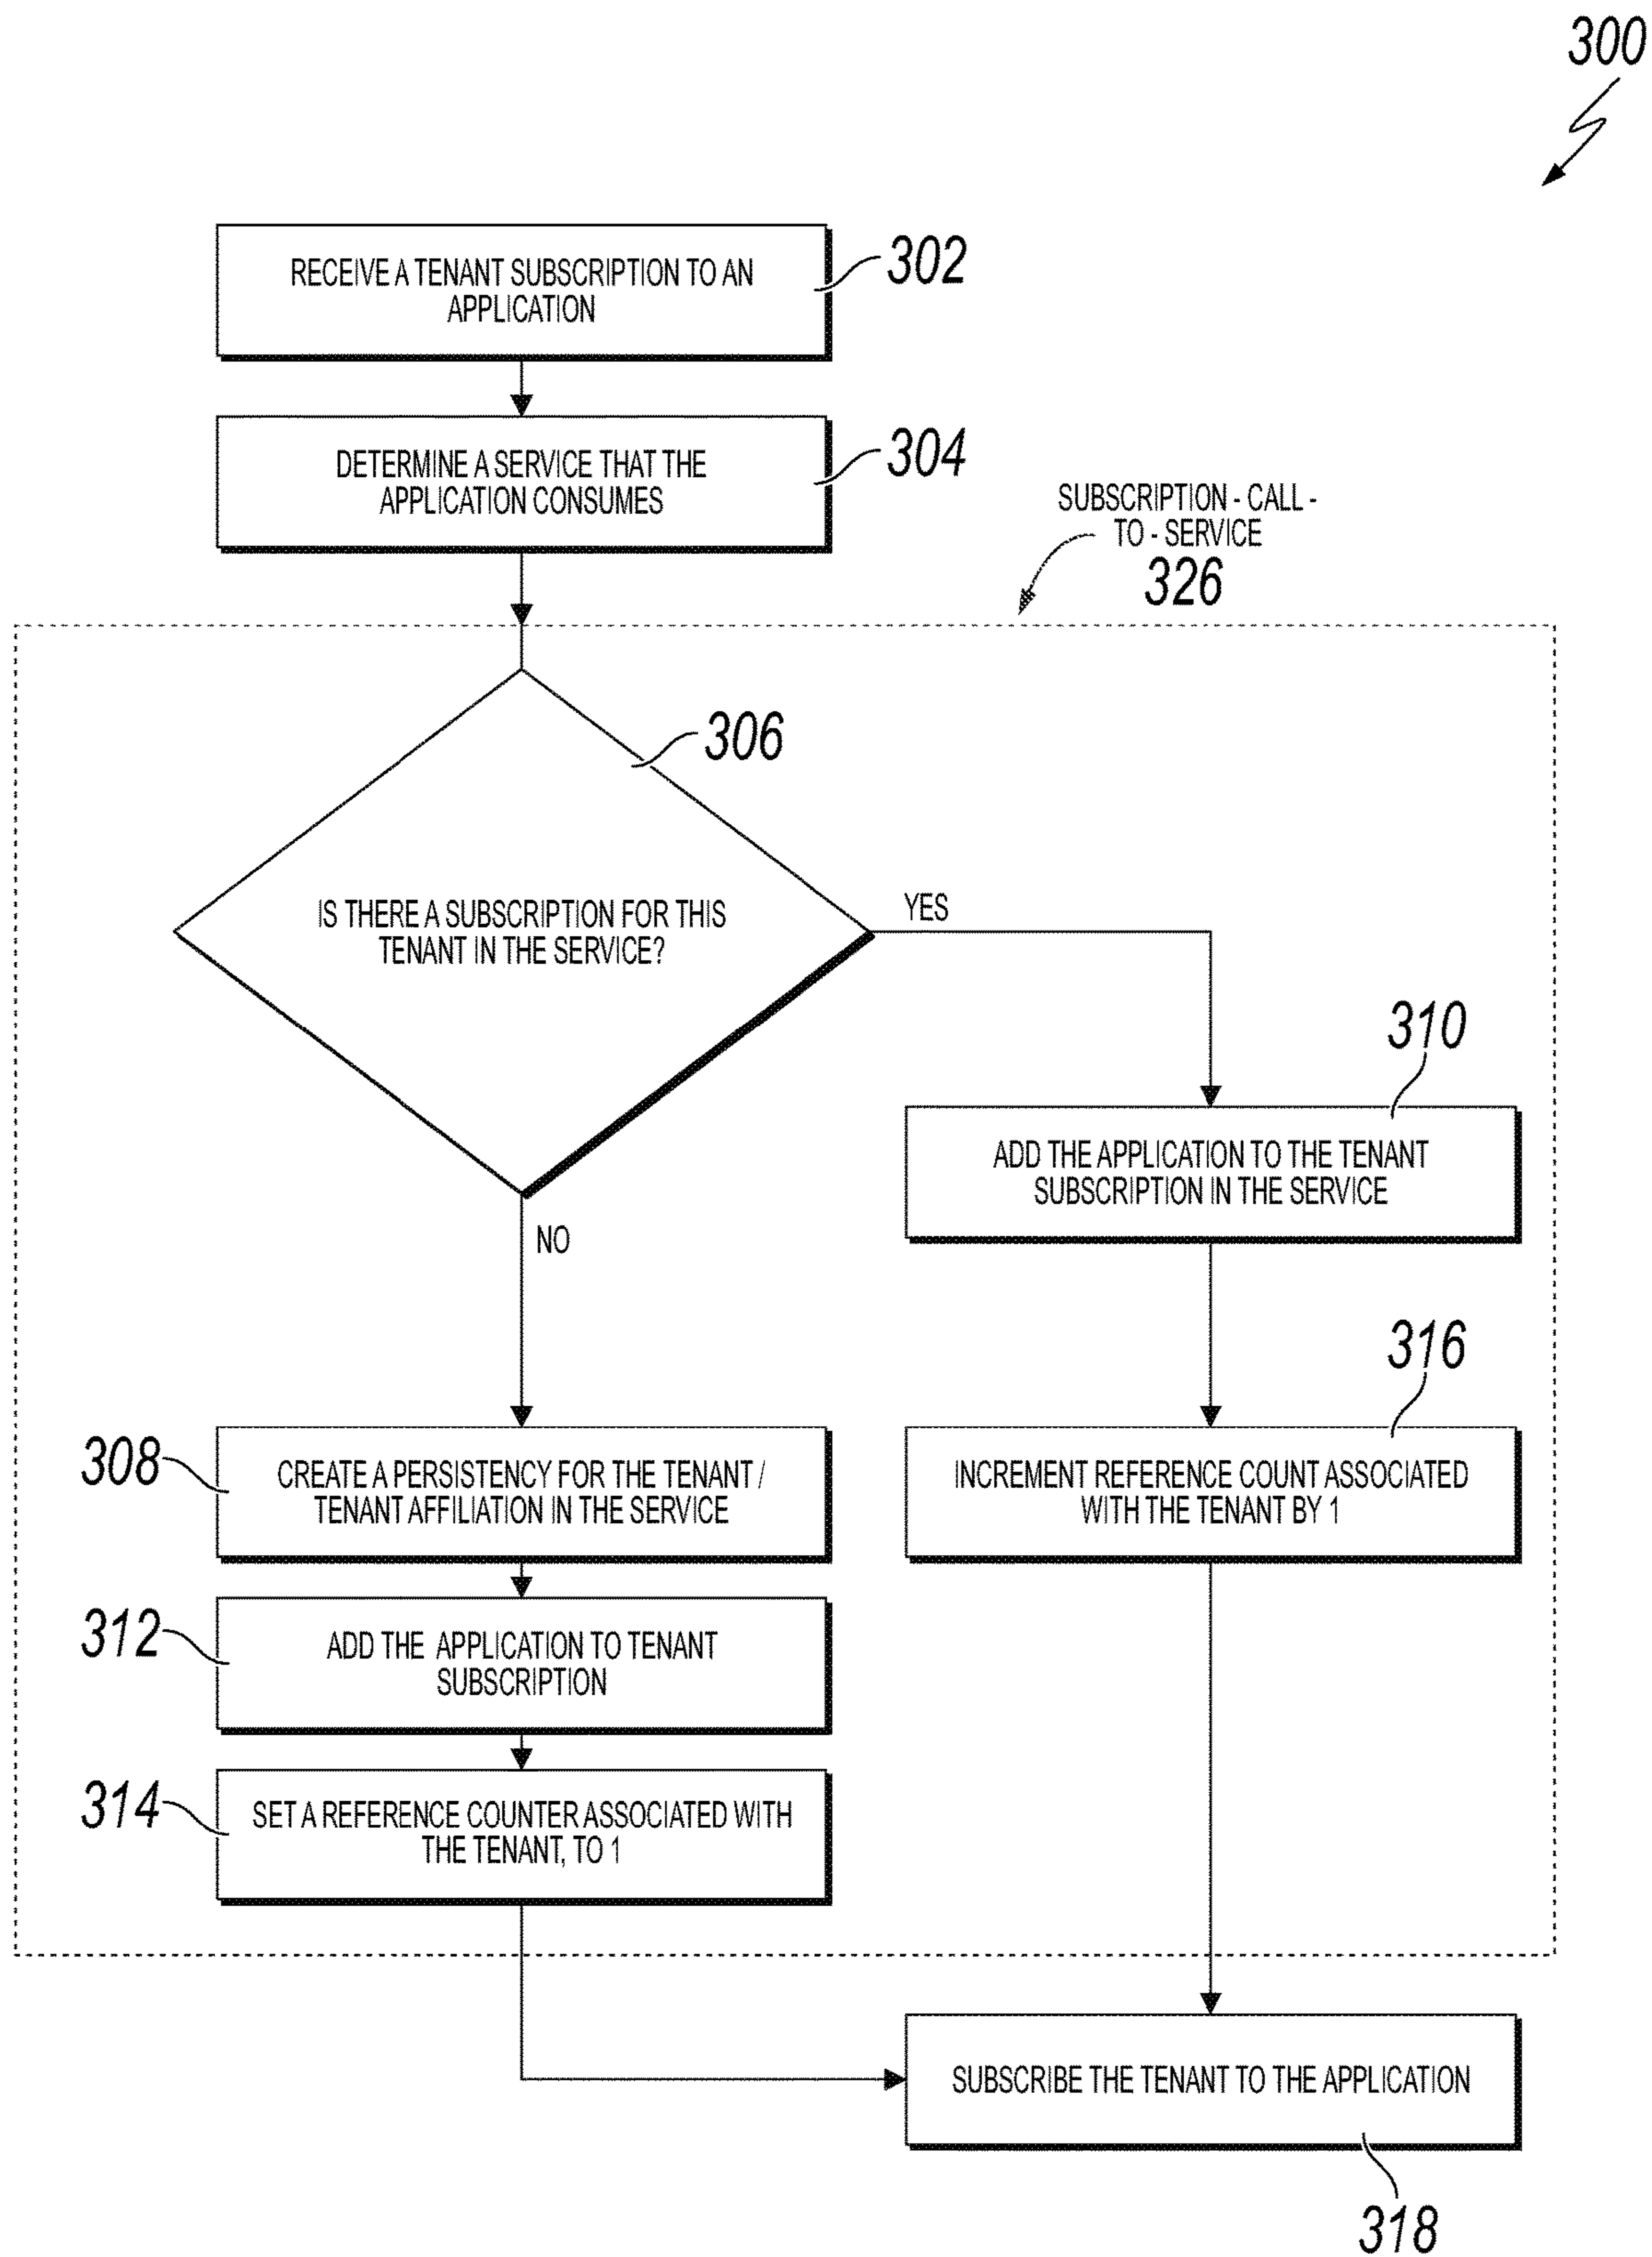 300
RECEIVE A TENANT SUBSCRIPTION TO AN
APPLICATION
302
DETERMINE A SERVICE THAT THE
APPLICATION CONSUMES
304
SUBSCRIPTION - CALL -
TO - SERVICE
326
306
IS THERE A SUBSCRIPTION FOR THIS
TENANT IN THE SERVICE?
YES
NO
310
ADD THE APPLICATION TO THE TENANT
SUBSCRIPTION IN THE SERVICE
316
INCREMENT REFERENCE COUNT ASSOCIATED
WITH THE TENANT BY 1
308
CREATE A PERSISTENCY FOR THE TENANT /
TENANT AFFILIATION IN THE SERVICE
312
ADD THE APPLICATION TO TENANT
SUBSCRIPTION
314
SET A REFERENCE COUNTER ASSOCIATED WITH
THE TENANT, TO 1
SUBSCRIBE THE TENANT TO THE APPLICATION
318